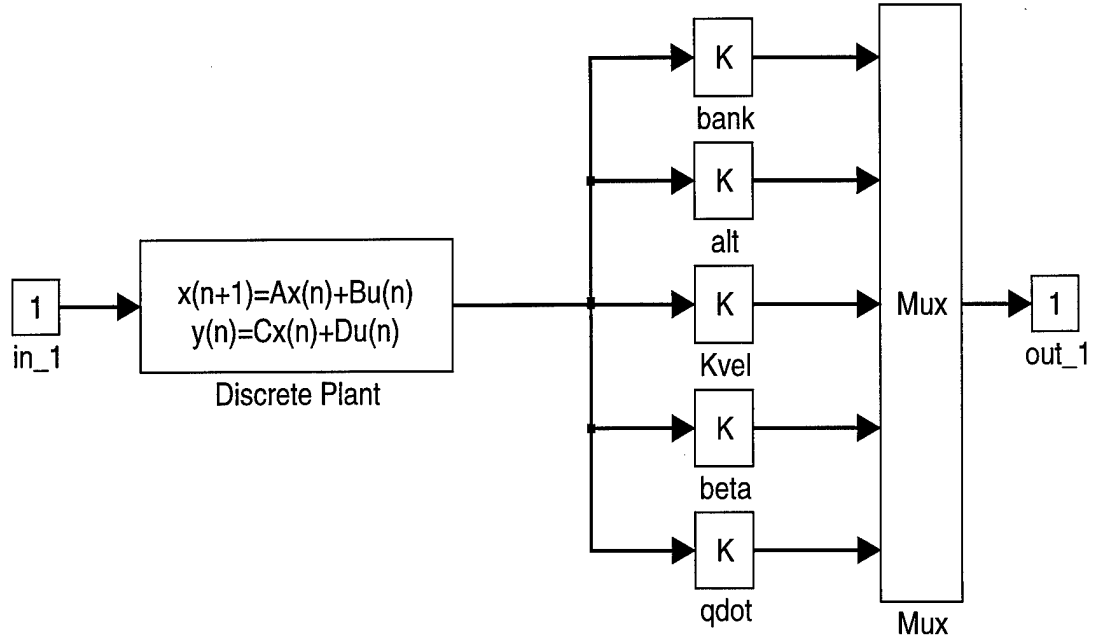 K
bank
K
alt
1
in_1
x(n+1)=Ax(n)+Bu(n)
y(n)=Cx(n)+Du(n)
Discrete Plant
K
Kvel
Mux
1
out_1
K
beta
K
qdot
Mux